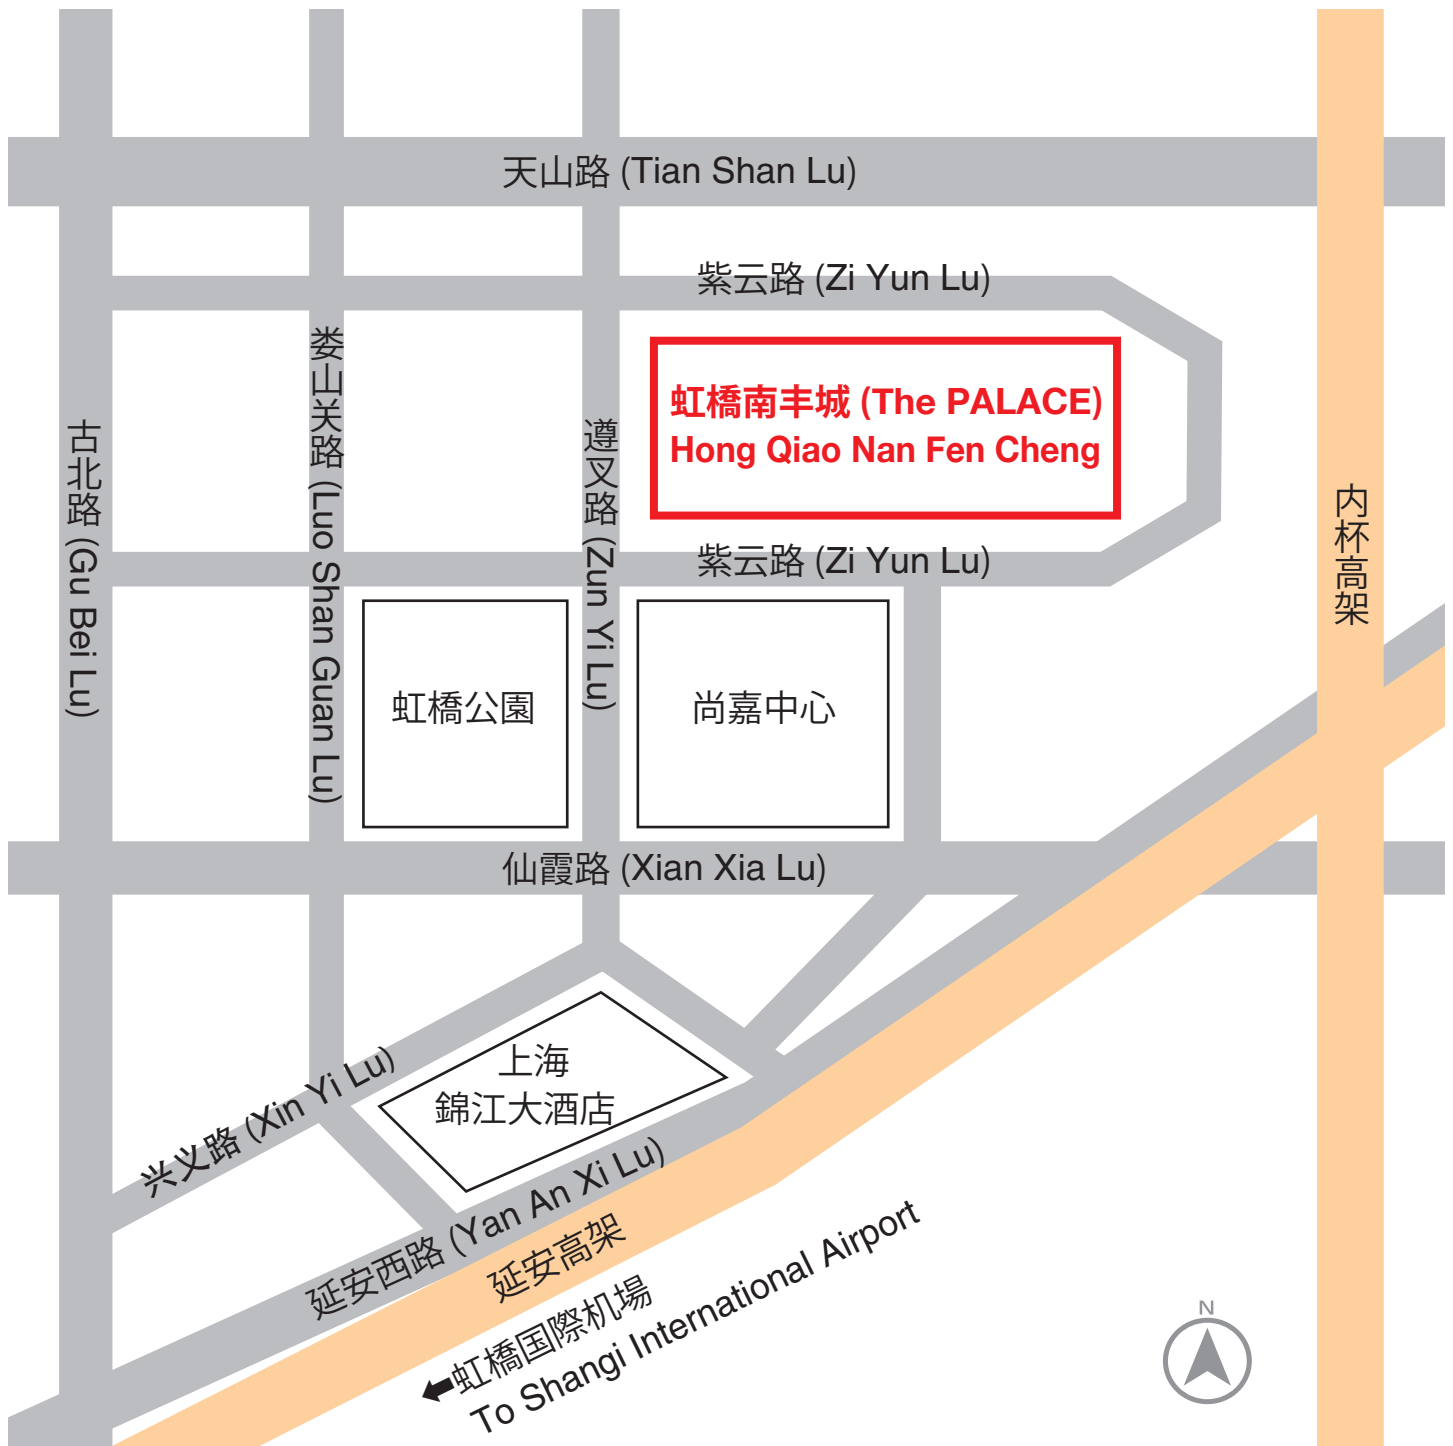 天山路 (Tian Shan Lu)
紫云路 (Zi Yun Lu)
虹橋南丰城 (The PALACE)
Hong Qiao Nan Fen Cheng
娄山关路 (Luo Shan Guan Lu)
古北路 (Gu Bei Lu)
遵叉路 (Zun Yi Lu)
内杯高架
紫云路 (Zi Yun Lu)
虹橋公園
尚嘉中心
仙霞路 (Xian Xia Lu)
上海
錦江大酒店
兴义路 (Xin Yi Lu)
延安西路 (Yan An Xi Lu)
延安高架
虹橋国際机場
To Shangi International Airport
N